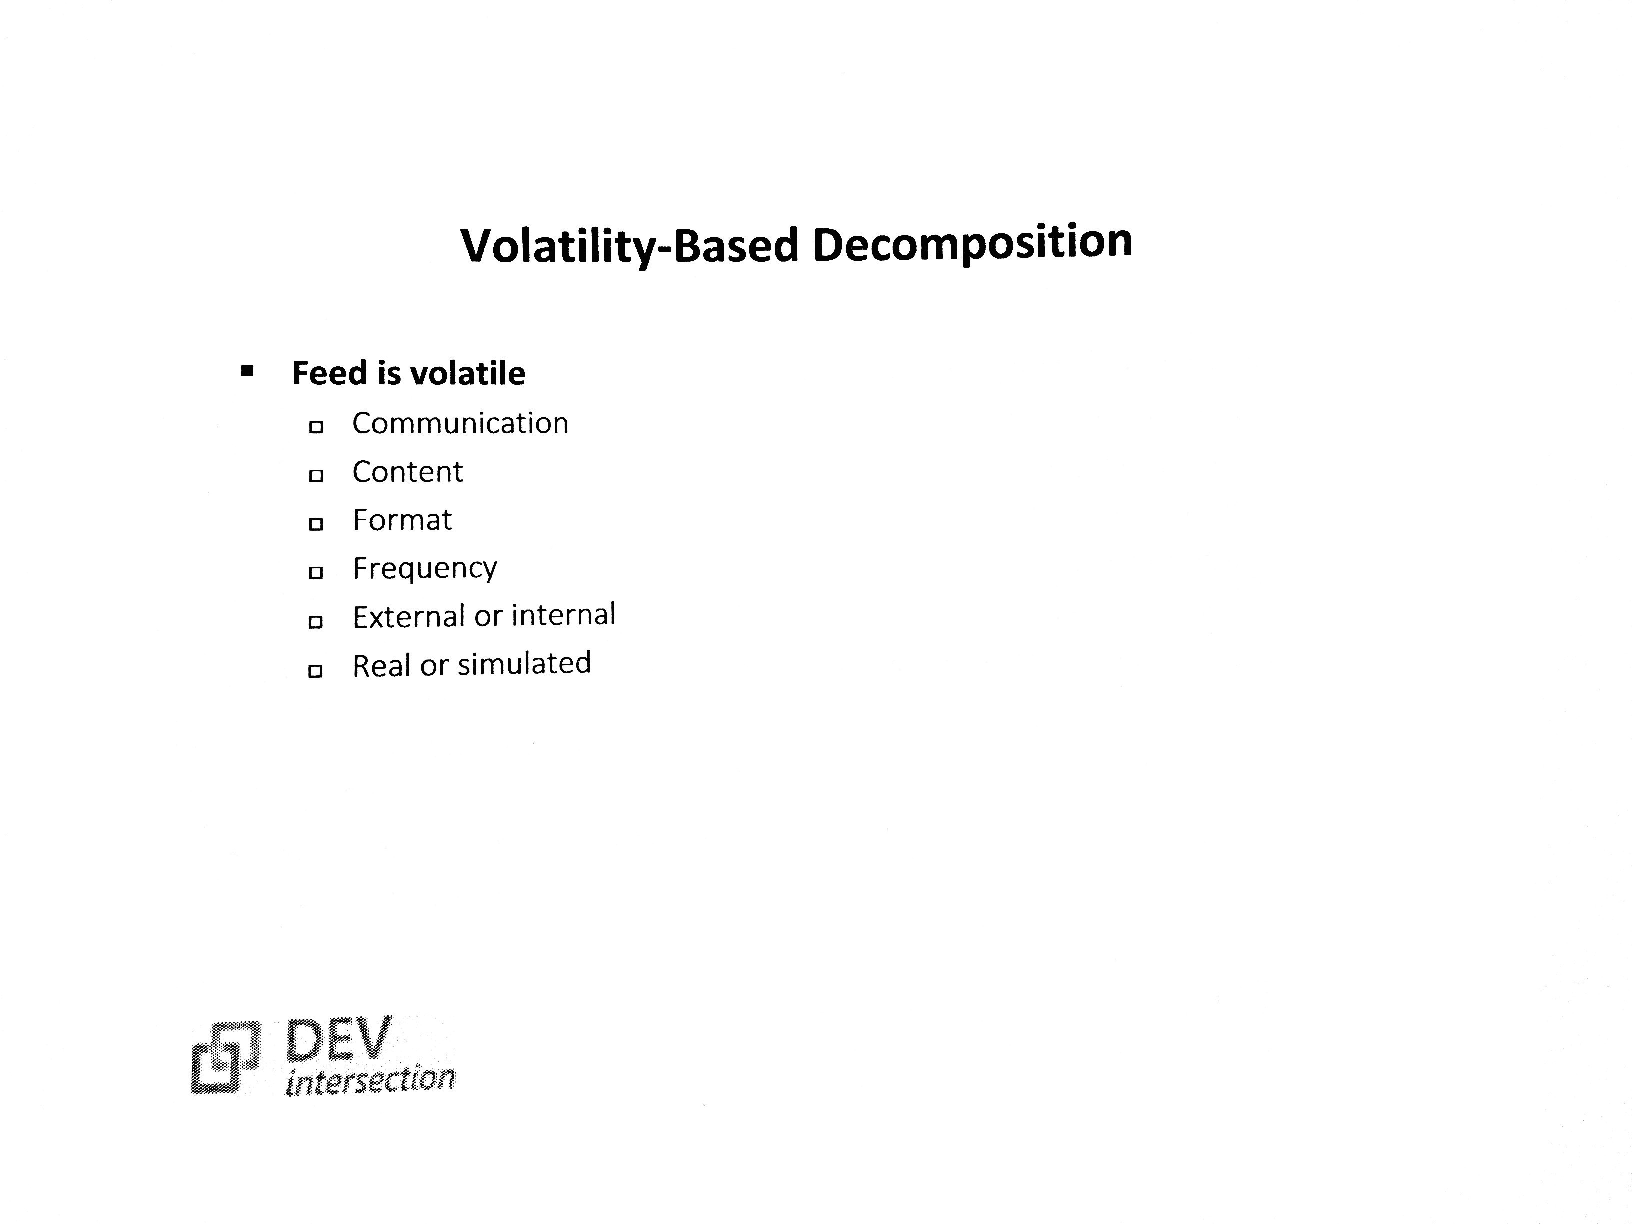 Volatility-Based Decomposition
▪ Feed is volatile
▫ Communication
▫ Content
▫ Format
▫ Frequency
▫ External or internal
▫ Real or simulated
DEV
intersection